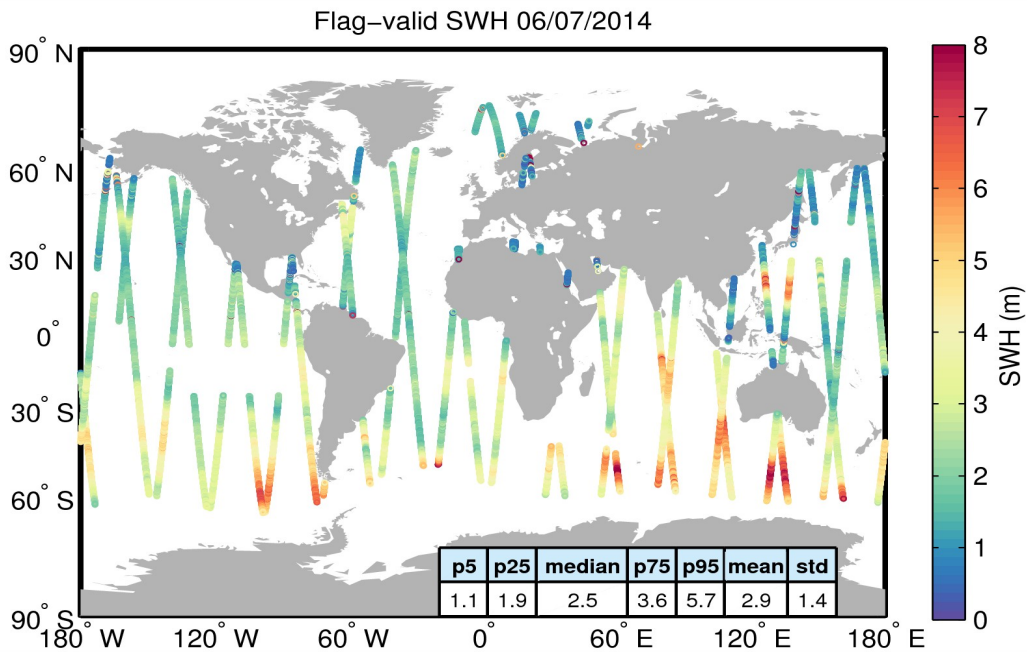 Flag−valid SWH 06/07/2014
90° N
60° N
30° N
0°
30° S
60° S
90° S
180° W
120° W
60° W
0°
60° E
120° E
180° E
p5 p25 median p75 p95 mean std
1.1 1.9 2.5 3.6 5.7 2.9 1.4
8
7
6
5
4
3
2
1
0
SWH (m)